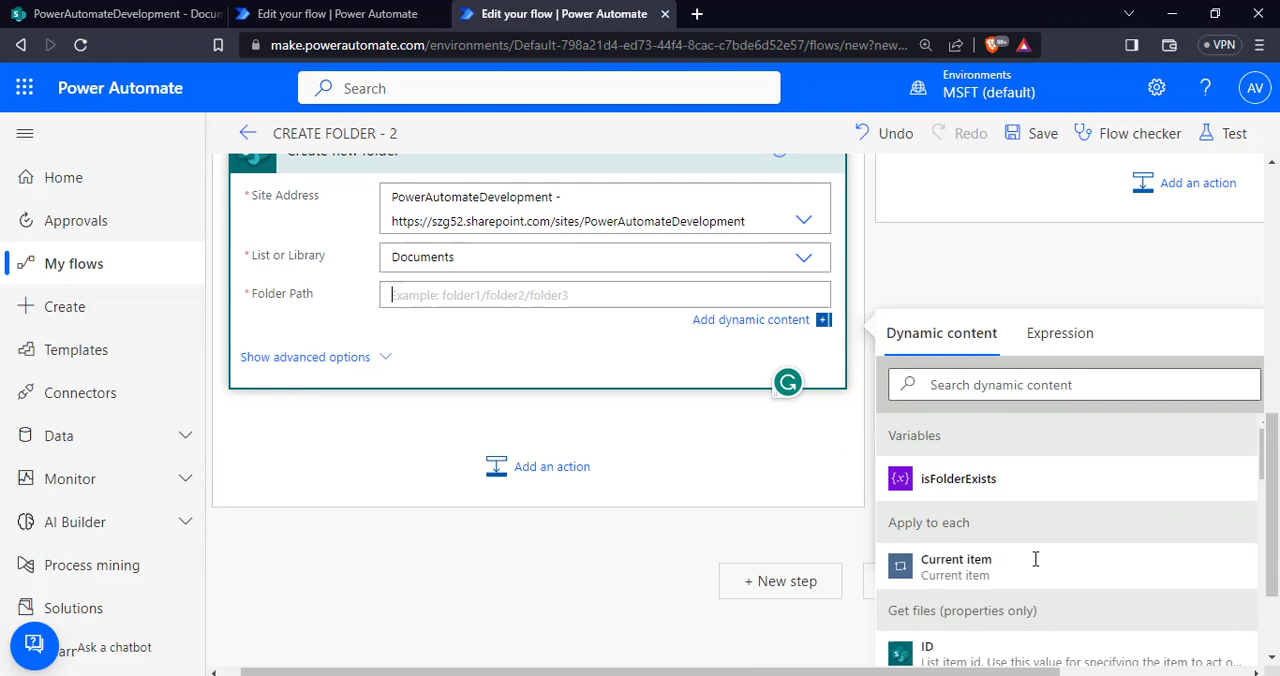 PowerAutomateDevelopment - Docum
Edit your flow | Power Automate
Edit your flow | Power Automate
make.powerautomate.com/environments/Default-798a21d4-ed73-44f4-8cac-c7bde6d52e57/flows/new?new...
99+
VPN
Power Automate
Search
Environments
MSFT (default)
AV
CREATE FOLDER - 2
Undo
Redo
Save
Flow checker
Test
Home
Approvals
My flows
Create
Templates
Connectors
Data
Monitor
AI Builder
Process mining
Solutions
Ask a chatbot
Create new folder
* Site Address
PowerAutomateDevelopment -
https://szg52.sharepoint.com/sites/PowerAutomateDevelopment
* List or Library
Documents
* Folder Path
Example: folder1/folder2/folder3
Add dynamic content
Show advanced options
Add an action
Add an action
+ New step
Dynamic content
Expression
Search dynamic content
Variables
{x}
isFolderExists
Apply to each
Current item
Current item
Get files (properties only)
ID
List item id. Use this value for specifying the item to act o...